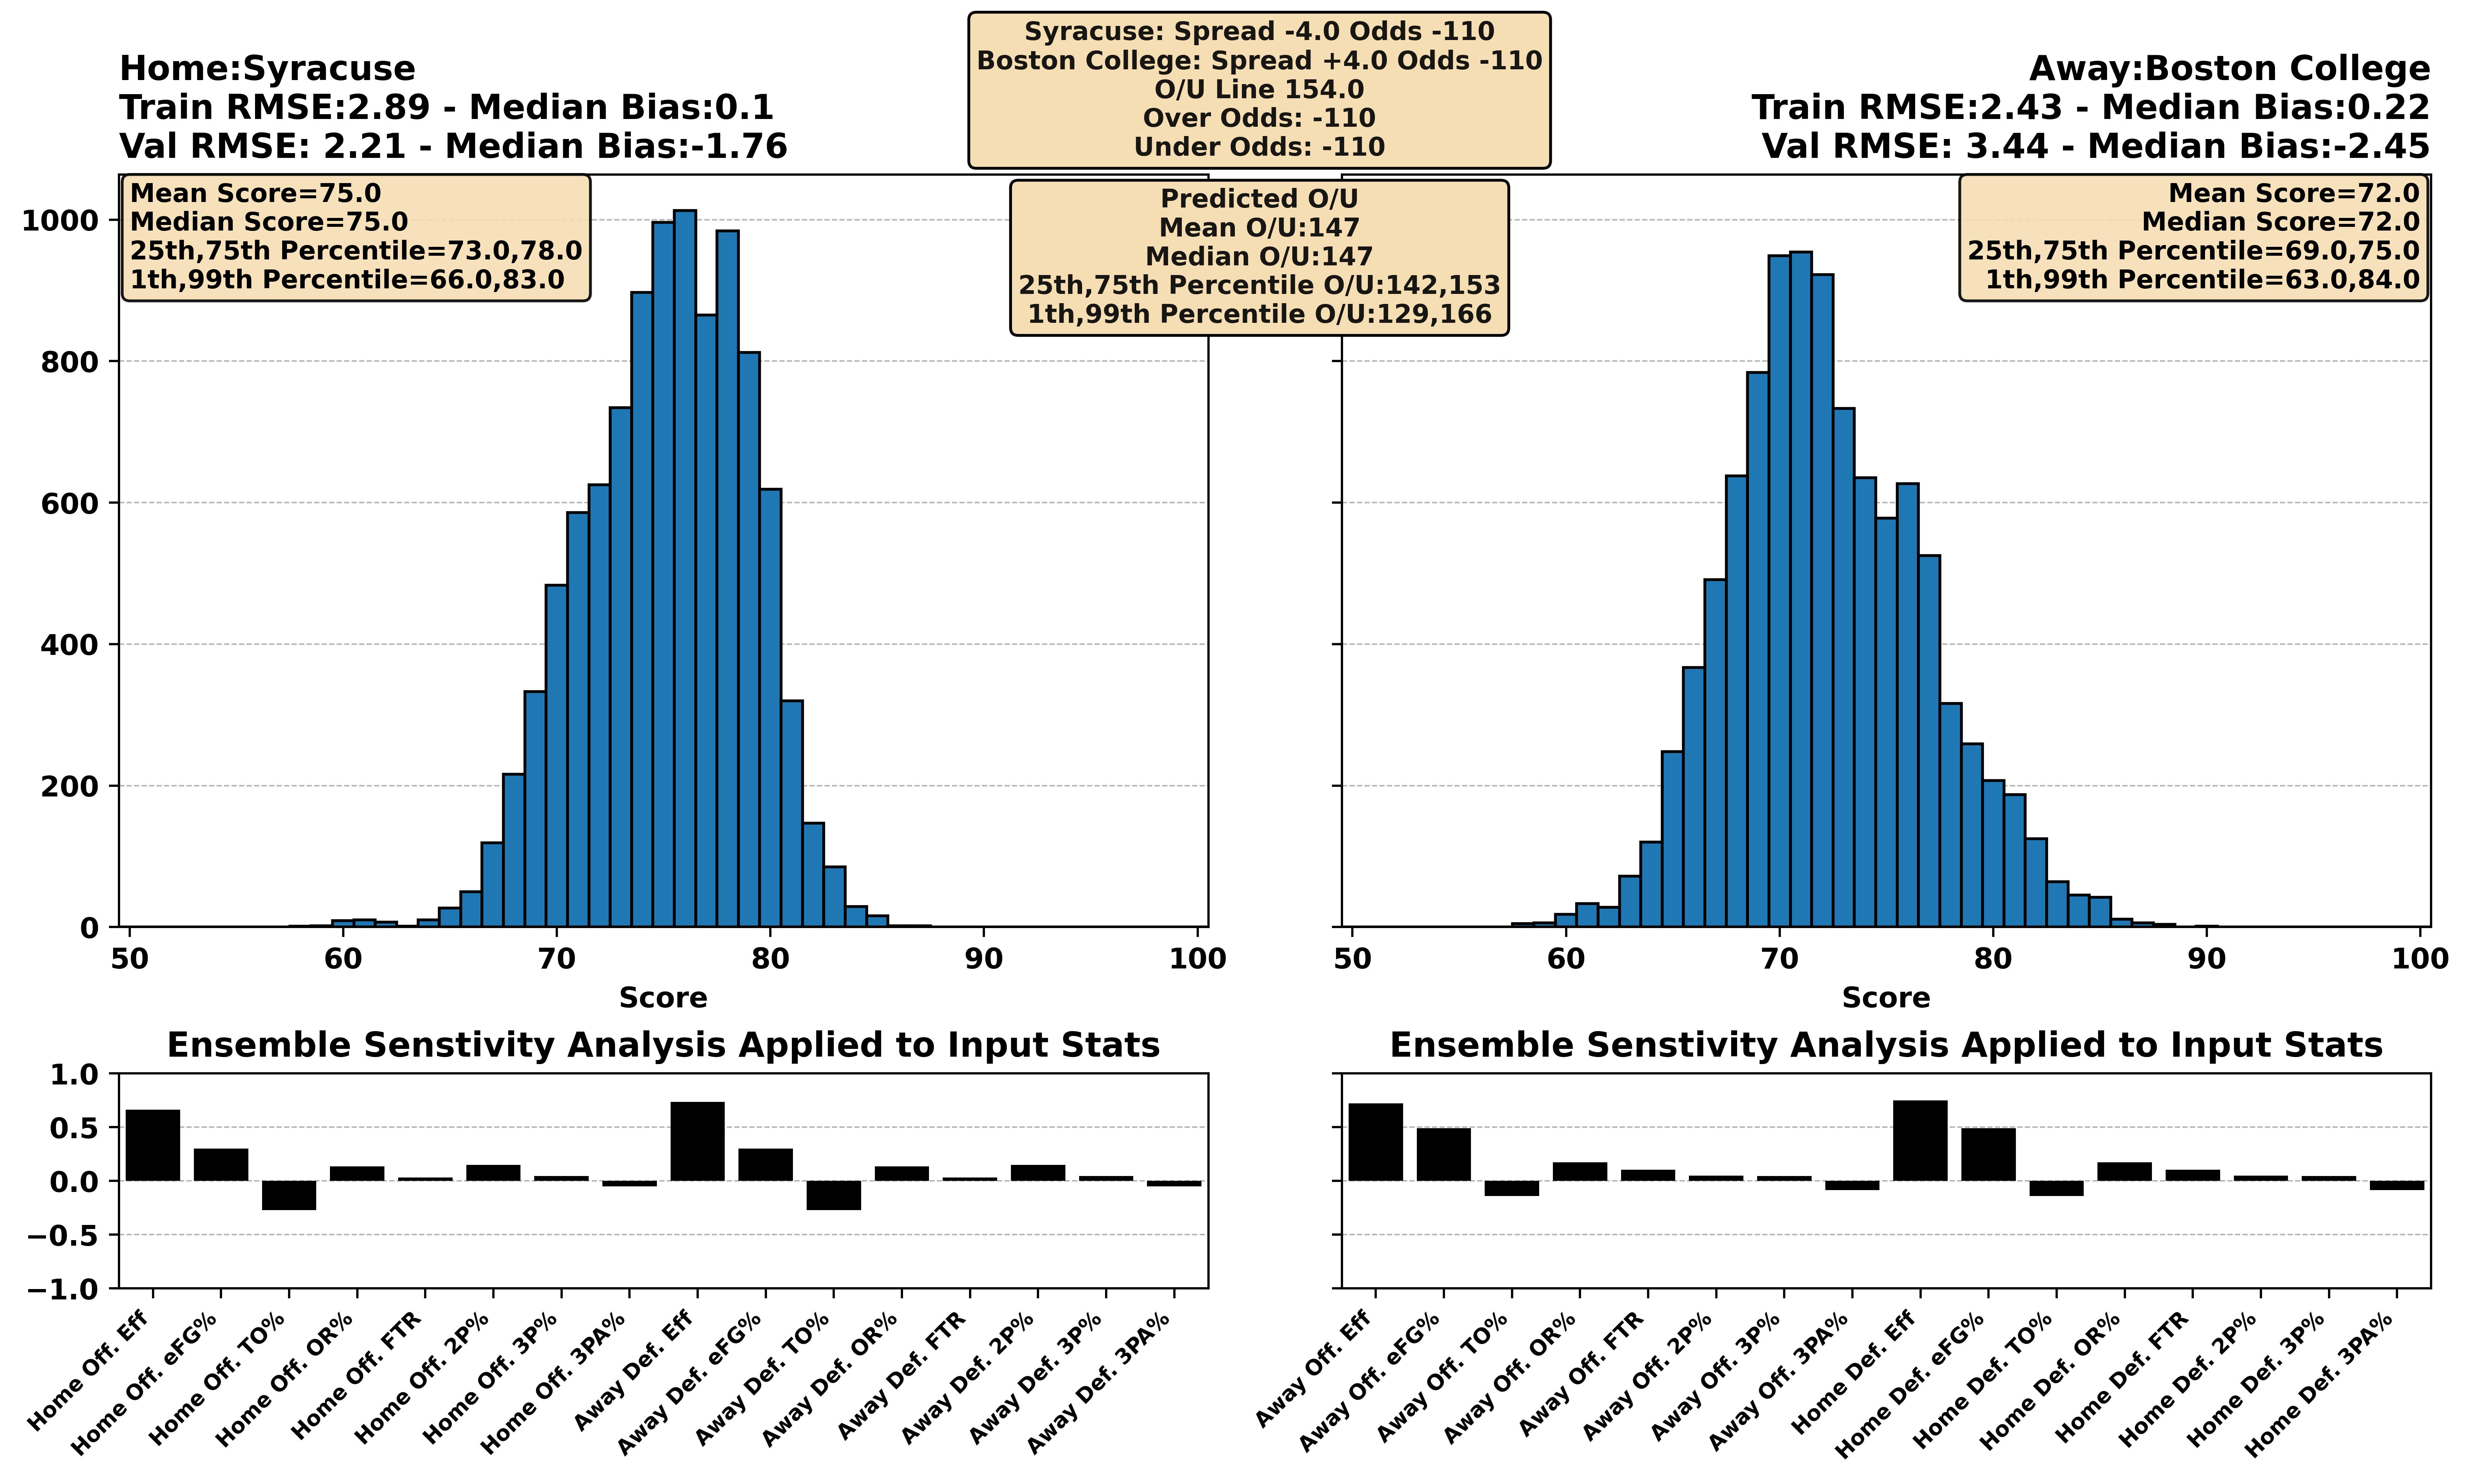 Syracuse: Spread -4.0 Odds -110
Boston College: Spread +4.0 Odds -110
O/U Line 154.0
Over Odds: -110
Under Odds: -110
Home:Syracuse
Train RMSE:2.89 - Median Bias:0.1
Val RMSE: 2.21 - Median Bias:-1.76
Away:Boston College
Train RMSE:2.43 - Median Bias:0.22
Val RMSE: 3.44 - Median Bias:-2.45
Mean Score=75.0
Median Score=75.0
25th,75th Percentile=73.0,78.0
1th,99th Percentile=66.0,83.0
Predicted O/U
Mean O/U:147
Median O/U:147
25th,75th Percentile O/U:142,153
1th,99th Percentile O/U:129,166
Mean Score=72.0
Median Score=72.0
25th,75th Percentile=69.0,75.0
1th,99th Percentile=63.0,84.0
1000
800
600
400
200
0
50 60 70 80 90 100
Score
50 60 70 80 90 100
Score
Ensemble Senstivity Analysis Applied to Input Stats
1.0
0.5
0.0
−0.5
−1.0
Home Off. Eff
Home Off. eFG%
Home Off. TO%
Home Off. OR%
Home Off. FTR
Home Off. 2P%
Home Off. 3P%
Home Off. 3PA%
Away Def. Eff
Away Def. eFG%
Away Def. TO%
Away Def. OR%
Away Def. FTR
Away Def. 2P%
Away Def. 3P%
Away Def. 3PA%
Ensemble Senstivity Analysis Applied to Input Stats
Away Off. Eff
Away Off. eFG%
Away Off. TO%
Away Off. OR%
Away Off. FTR
Away Off. 2P%
Away Off. 3P%
Away Off. 3PA%
Home Def. Eff
Home Def. eFG%
Home Def. TO%
Home Def. OR%
Home Def. FTR
Home Def. 2P%
Home Def. 3P%
Home Def. 3PA%